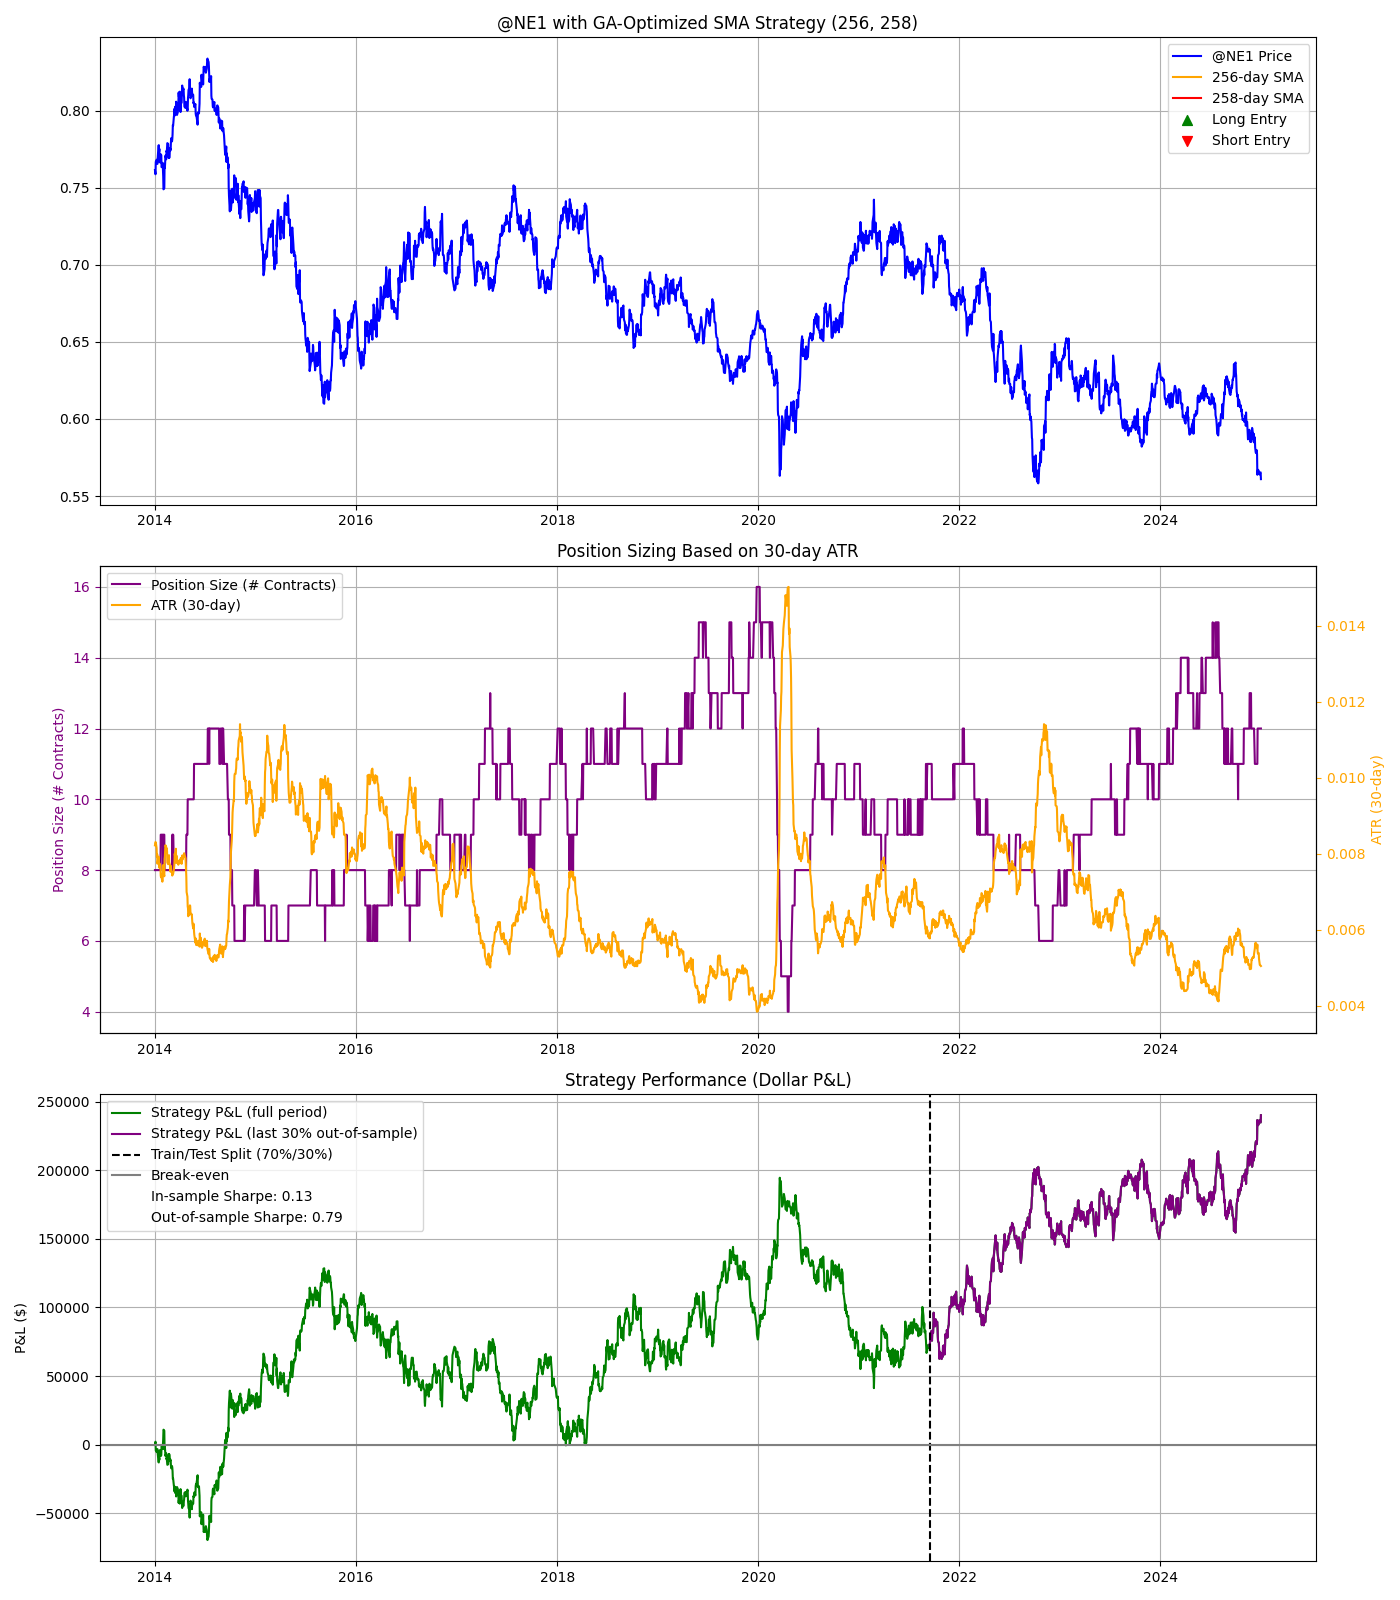 @NE1 with GA-Optimized SMA Strategy (256, 258)
@NE1 Price
256-day SMA
258-day SMA
Long Entry
Short Entry
0.80
0.75
0.70
0.65
0.60
0.55
2014 2016 2018 2020 2022 2024
Position Sizing Based on 30-day ATR
Position Size (# Contracts)
ATR (30-day)
Position Size (# Contracts)
16
14
12
10
8
6
4
0.014
0.012
0.010
0.008
0.006
0.004
ATR (30-day)
2014 2016 2018 2020 2022 2024
Strategy Performance (Dollar P&L)
Strategy P&L (full period)
Strategy P&L (last 30% out-of-sample)
Train/Test Split (70%/30%)
Break-even
In-sample Sharpe: 0.13
Out-of-sample Sharpe: 0.79
P&L ($)
250000
200000
150000
100000
50000
0
−50000
2014 2016 2018 2020 2022 2024